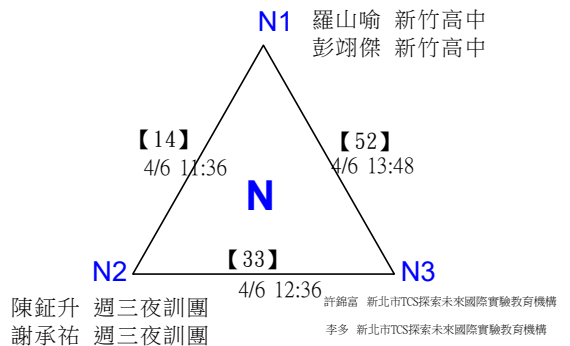 N1
羅山喻 新竹高中
彭翊傑 新竹高中
【14】
4/6 11:36
【52】
4/6 13:48
N
N2
【33】
4/6 12:36
N3
陳鉦升 週三夜訓團
謝承祐 週三夜訓團
許錦富 新北市TCS探索未來國際實驗教育機構
李多 新北市TCS探索未來國際實驗教育機構